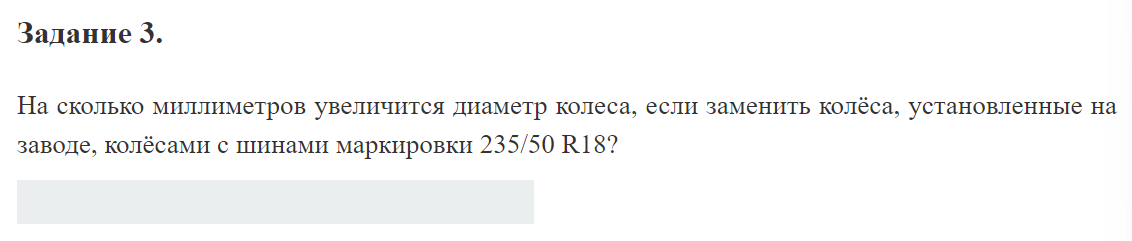 Задание 3.
На сколько миллиметров увеличится диаметр колеса, если заменить колёса, установленные на
заводе, колёсами с шинами маркировки 235/50 R18?